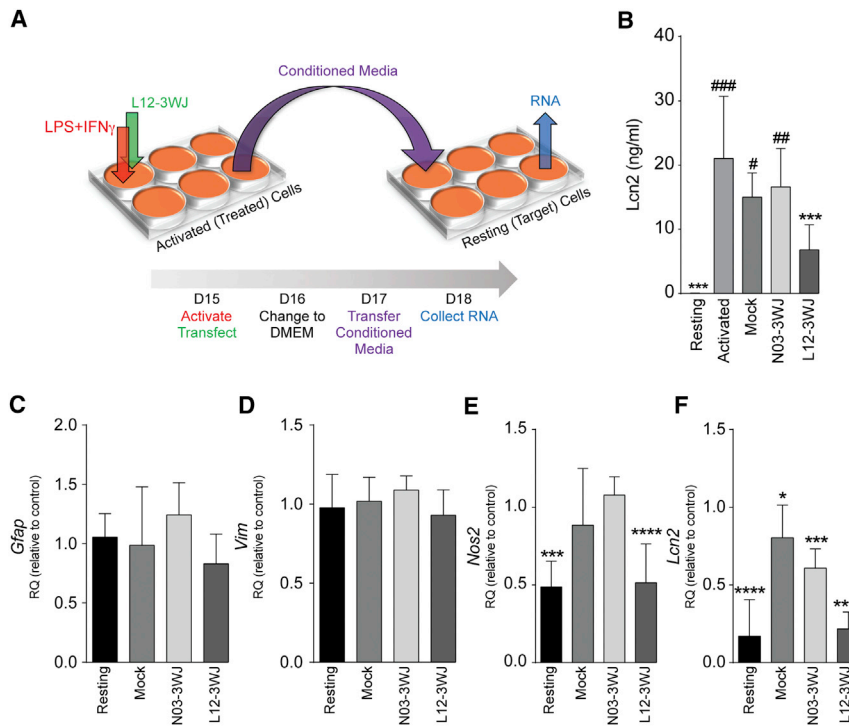 A
Conditioned Media
L12-3WJ
LPS+IFNγ
RNA
Activated (Treated) Cells
Resting (Target) Cells
D15
Activate
Transfect
D16
Change to
DMEM
D17
Transfer
Conditioned
Media
D18
Collect RNA
B
Lcn2 (ng/ml)
40
30
20
10
0
***
###
#
##
***
Resting
Activated
Mock
N03-3WJ
L12-3WJ
C
Gfap
RQ (relative to control)
2.0
1.5
1.0
0.5
0.0
Resting
Mock
N03-3WJ
L12-3WJ
D
Vim
RQ (relative to control)
1.5
1.0
0.5
0.0
Resting
Mock
N03-3WJ
L12-3WJ
E
Nos2
RQ (relative to control)
1.5
1.0
0.5
0.0
***
****
Resting
Mock
N03-3WJ
L12-3WJ
F
Lcn2
RQ (relative to control)
1.5
1.0
0.5
0.0
****
*
***
Resting
Mock
N03-3WJ
L12-3WJ